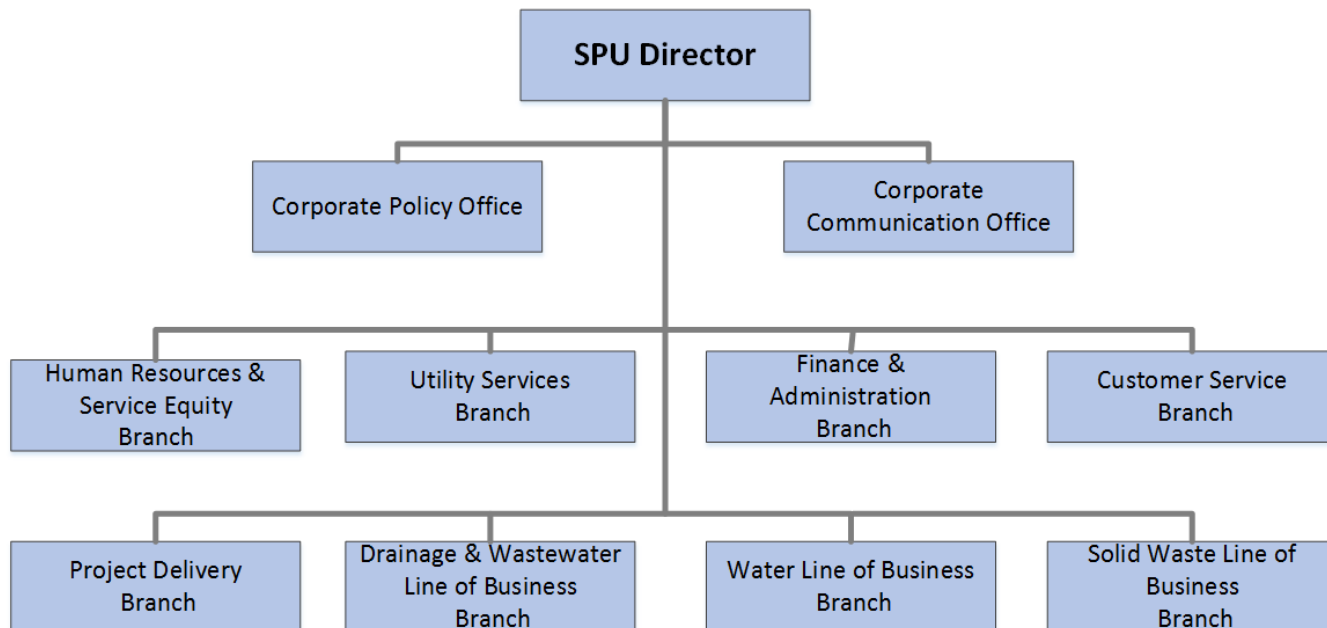 SPU Director
Corporate Policy Office
Corporate
Communication Office
Human Resources &
Service Equity
Branch
Utility Services
Branch
Finance &
Administration
Branch
Customer Service
Branch
Project Delivery
Branch
Drainage & Wastewater
Line of Business
Branch
Water Line of Business
Branch
Solid Waste Line of
Business
Branch